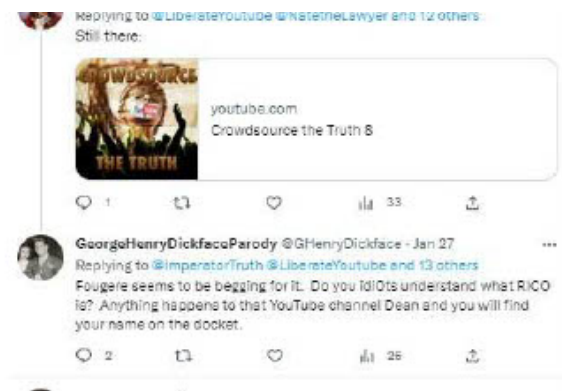 Replying to @LiberateYoutube @NatetheLawyer and 12 others
Still there:
CROWDSOURCE
THE TRUTH
youtube.com
Crowdsource the Truth 8
1
33
GeorgeHenryDickfaceParody @GHenryDickface - Jan 27
Replying to @ImperatorTruth @LiberateYoutube and 13 others
Fougere seems to be begging for it. Do you idi0ts understand what RICO
is? Anything happens to that YouTube channel Dean and you will find
your name on the docket.
2
26